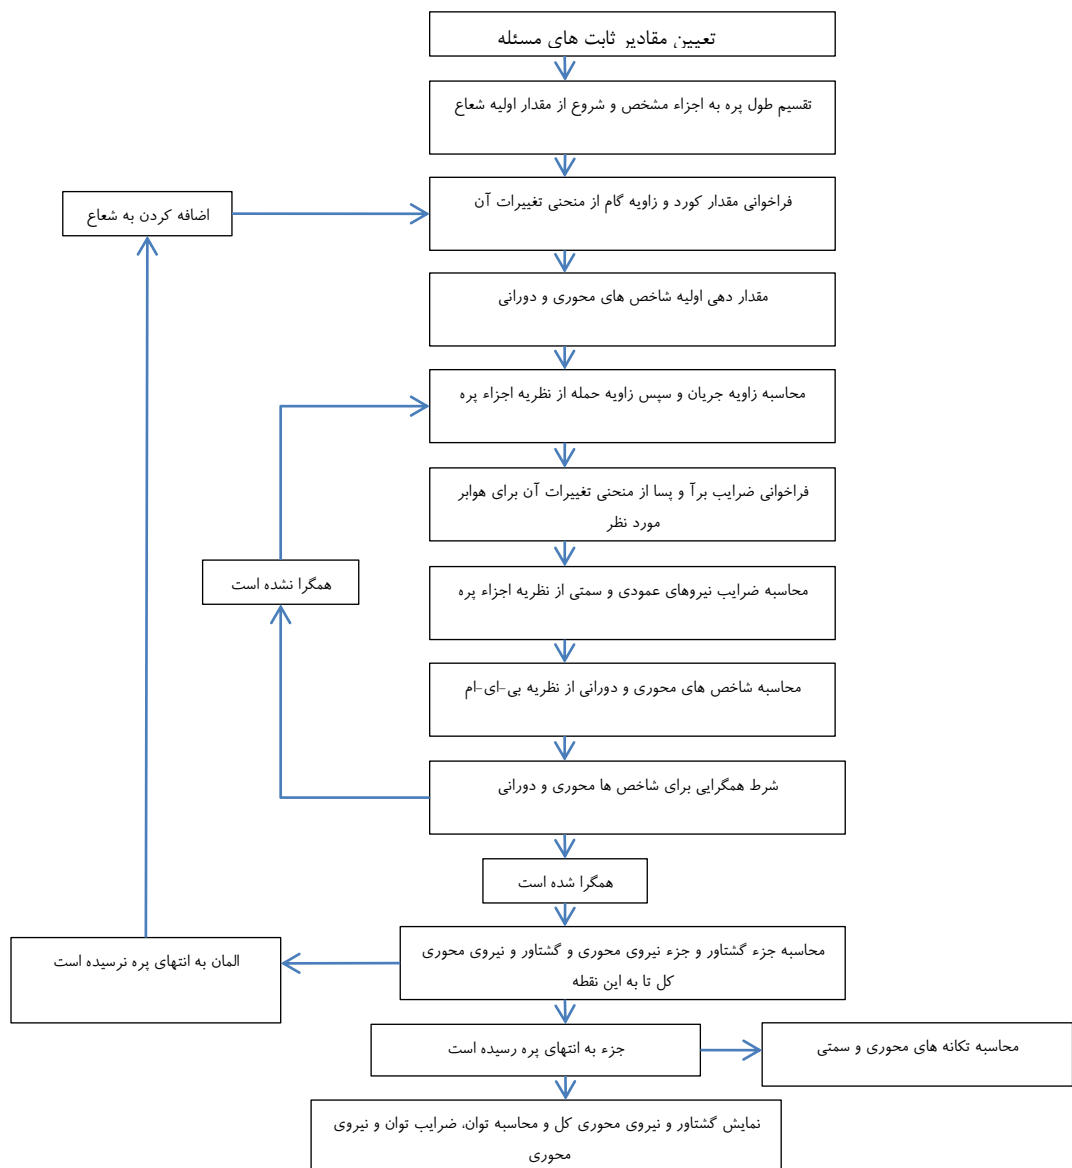 تعیین مقادیر ثابت های مسئله
تقسیم طول پره به اجزاء مشخص و شروع از مقدار اولیه شعاع
اضافه کردن به شعاع
فراخوانی مقدار کورد و زاویه گام از منحنی تغییرات آن
مقدار دهی اولیه شاخص های محوری و دورانی
محاسبه زاویه جریان و سپس زاویه حمله از نظریه اجزاء پره
فراخوانی ضرایب برآ و پسا از منحنی تغییرات آن برای هوابر
مورد نظر
همگرا نشده است
محاسبه ضرایب نیروهای عمودی و سمتی از نظریه اجزاء پره
محاسبه شاخص های محوری و دورانی از نظریه بی-ای-ام
شرط همگرایی برای شاخص ها محوری و دورانی
همگرا شده است
محاسبه جزء گشتاور و جزء نیروی محوری و گشتاور و نیروی محوری
کل تا به این نقطه
المان به انتهای پره نرسیده است
جزء به انتهای پره رسیده است
محاسبه تکانه های محوری و سمتی
نمایش گشتاور و نیروی محوری کل و محاسبه توان، ضرایب توان و نیروی
محوری